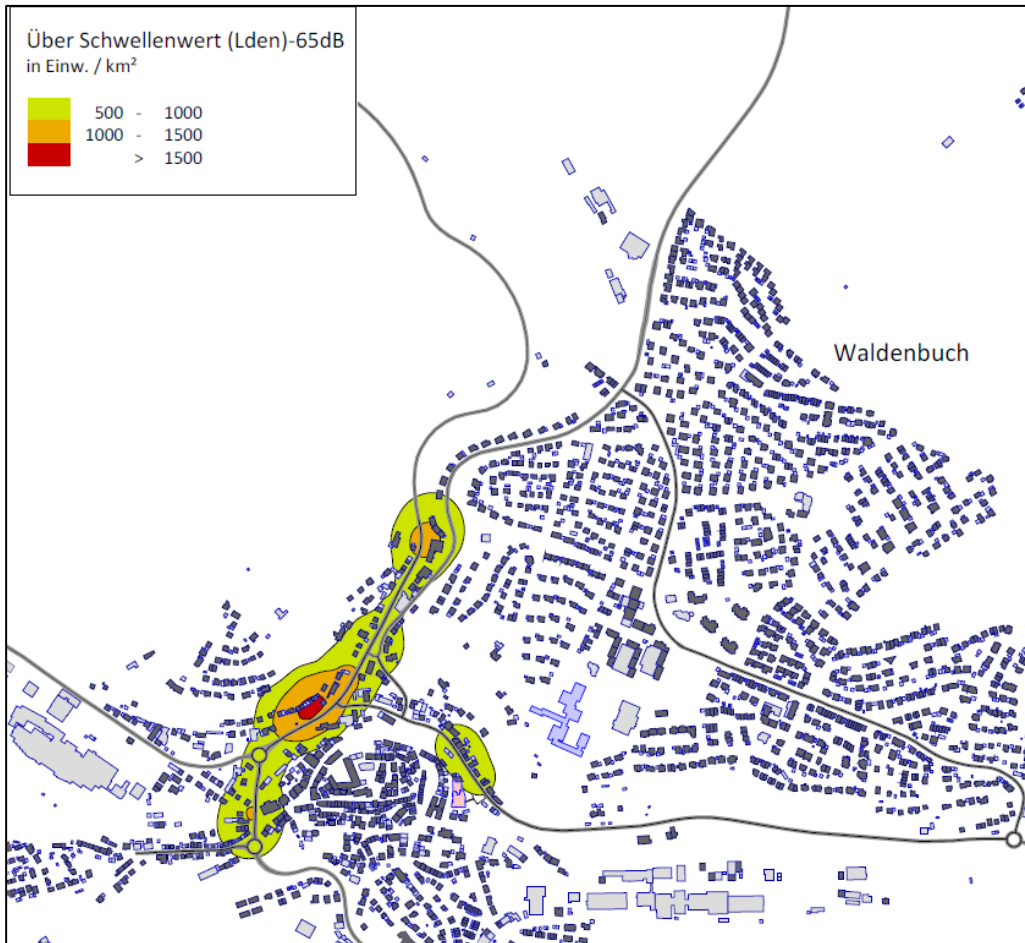 Über Schwellenwert (Lden)-65dB
in Einw. / km²
500 - 1000
1000 - 1500
> 1500
Waldenbuch